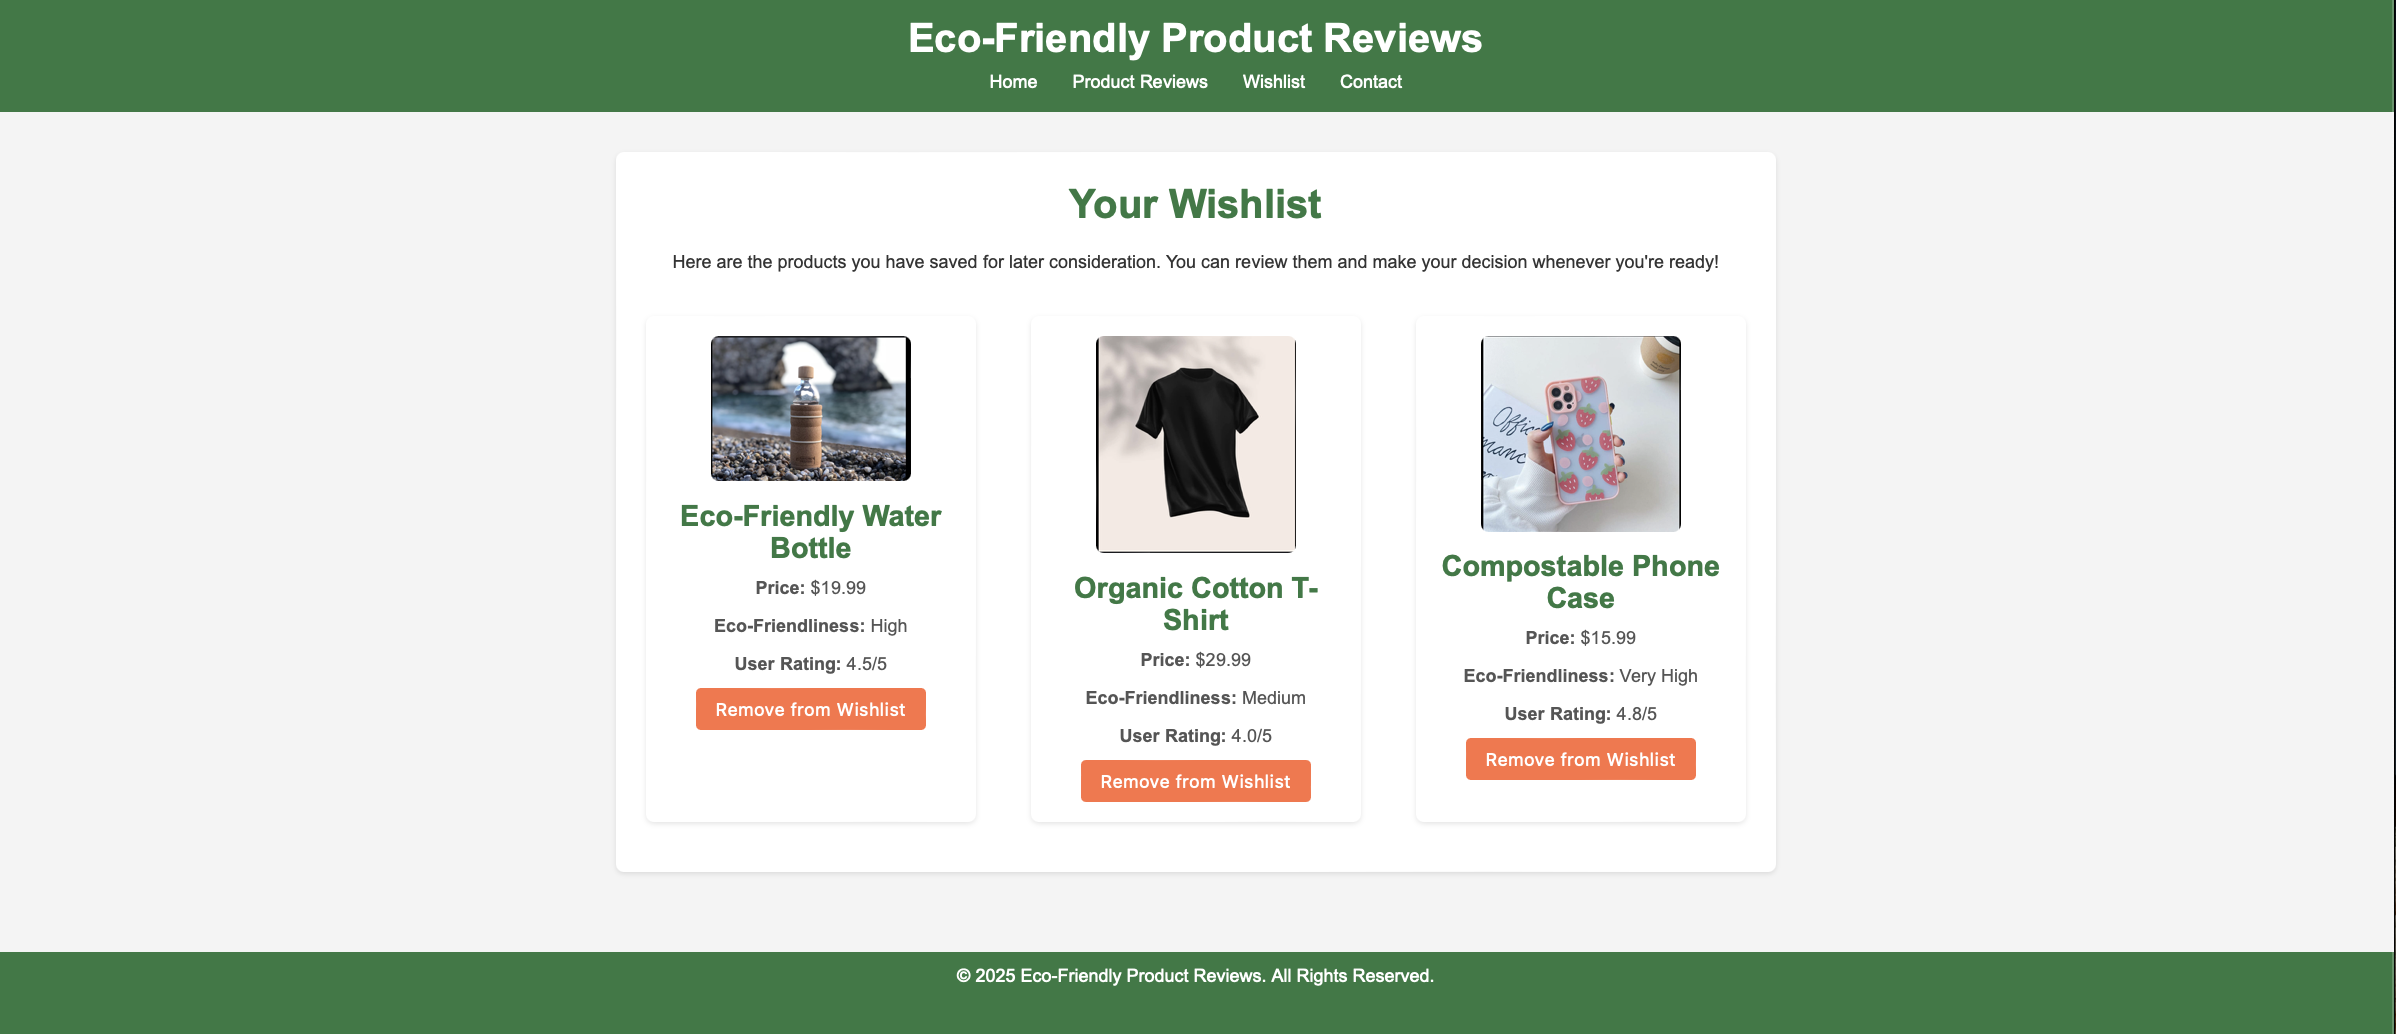 Eco-Friendly Product Reviews
Home Product Reviews Wishlist Contact
Your Wishlist
Here are the products you have saved for later consideration. You can review them and make your decision whenever you're ready!
Eco-Friendly Water
Bottle
Price: $19.99
Eco-Friendliness: High
User Rating: 4.5/5
Remove from Wishlist
Organic Cotton T-
Shirt
Price: $29.99
Eco-Friendliness: Medium
User Rating: 4.0/5
Remove from Wishlist
Offic
Compostable Phone
Case
Price: $15.99
Eco-Friendliness: Very High
User Rating: 4.8/5
Remove from Wishlist
© 2025 Eco-Friendly Product Reviews. All Rights Reserved.